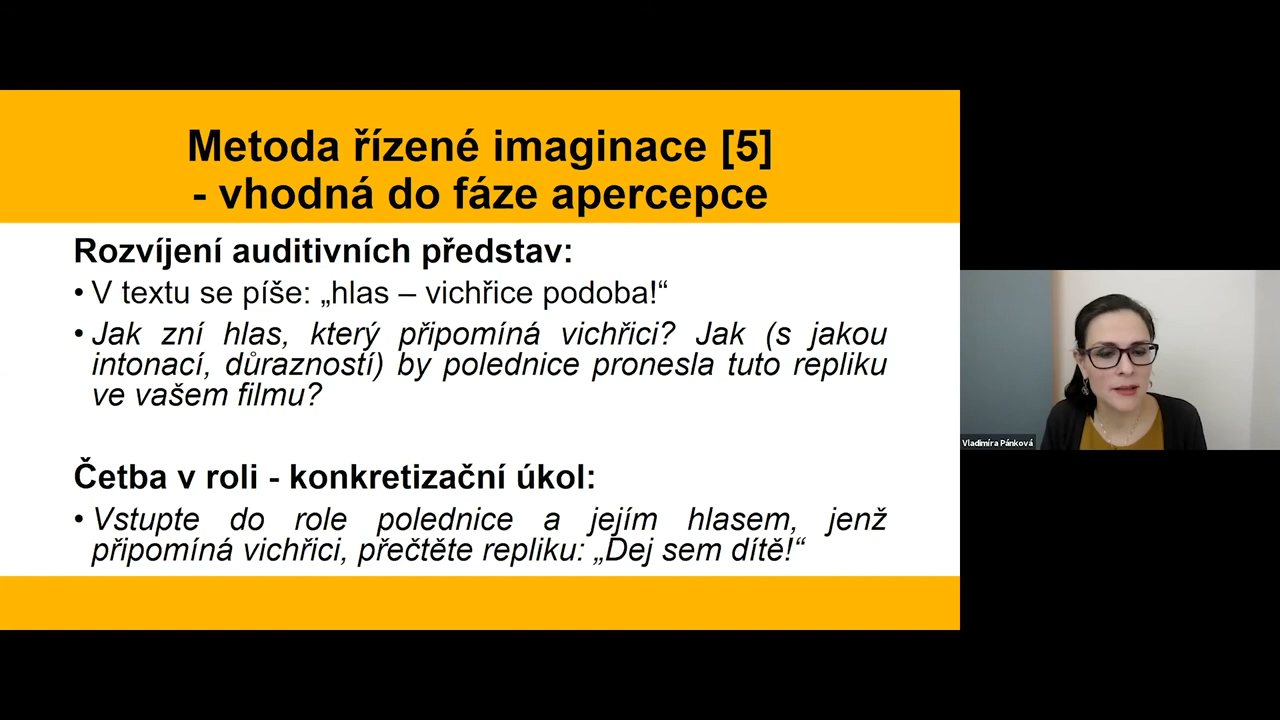 Metoda řízené imaginace [5]
- vhodná do fáze apercepce
Rozvíjení auditivních představ:
• V textu se píše: „hlas – vichřice podoba!“
• Jak zní hlas, který připomíná vichřici? Jak (s jakou
intonací, důrazností) by polednice pronesla tuto repliku
ve vašem filmu?
Četba v roli - konkretizační úkol:
• Vstupte do role polednice a jejím hlasem, jenž
připomíná vichřici, přečtěte repliku: „Dej sem dítě!“
Vladimíra Pánková